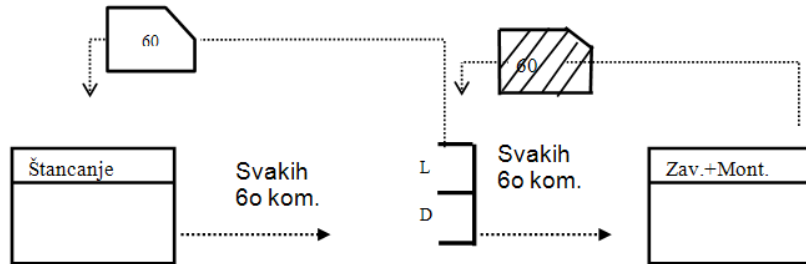 60
60
Štancanje
Svakih
6o kom.
L
D
Svakih
6o kom.
Zav.+Mont.